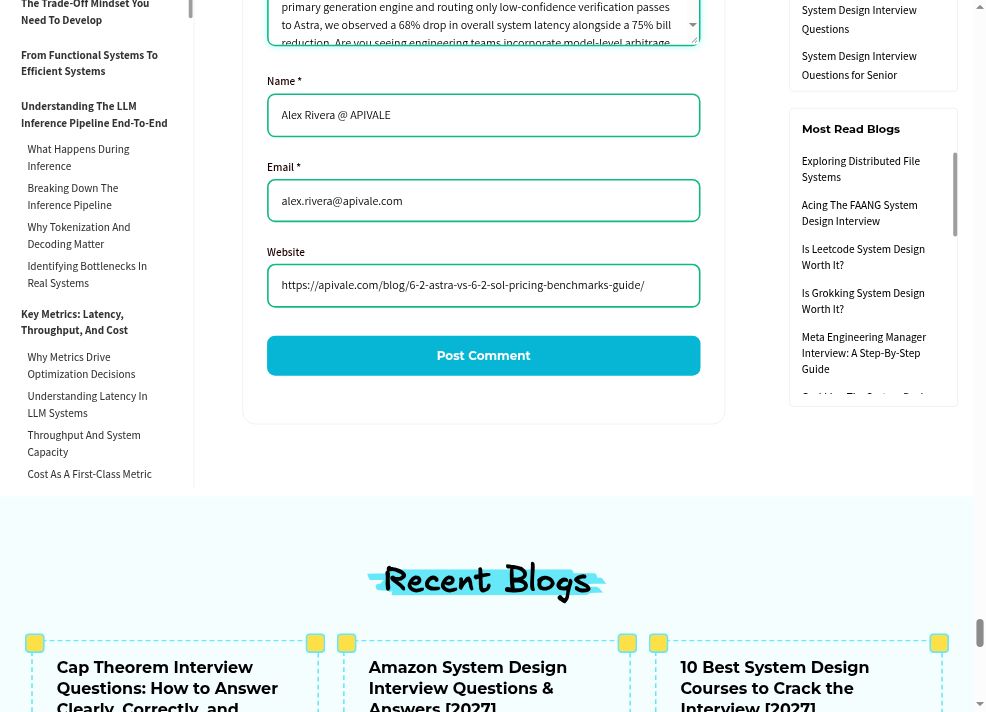 The Trade-Off Mindset You
Need To Develop
From Functional Systems To
Efficient Systems
Understanding The LLM
Inference Pipeline End-To-End
What Happens During
Inference
Breaking Down The
Inference Pipeline
Why Tokenization And
Decoding Matter
Identifying Bottlenecks In
Real Systems
Key Metrics: Latency,
Throughput, And Cost
Why Metrics Drive
Optimization Decisions
Understanding Latency In
LLM Systems
Throughput And System
Capacity
Cost As A First-Class Metric
primary generation engine and routing only low-confidence verification passes
to Astra, we observed a 68% drop in overall system latency alongside a 75% bill
reduction. Are you seeing engineering teams incorporate model-level arbitrage
Name *
Alex Rivera @ APIVALE
Email *
alex.rivera@apivale.com
Website
https://apivale.com/blog/6-2-astra-vs-6-2-sol-pricing-benchmarks-guide/
Post Comment
System Design Interview
Questions
System Design Interview
Questions for Senior
Most Read Blogs
Exploring Distributed File
Systems
Acing The FAANG System
Design Interview
Is Leetcode System Design
Worth It?
Is Grokking System Design
Worth It?
Meta Engineering Manager
Interview: A Step-By-Step
Guide
Recent Blogs
Cap Theorem Interview
Questions: How to Answer
Clearly, Correctly, and
Amazon System Design
Interview Questions &
Answers [2027]
10 Best System Design
Courses to Crack the
Interview [2027]